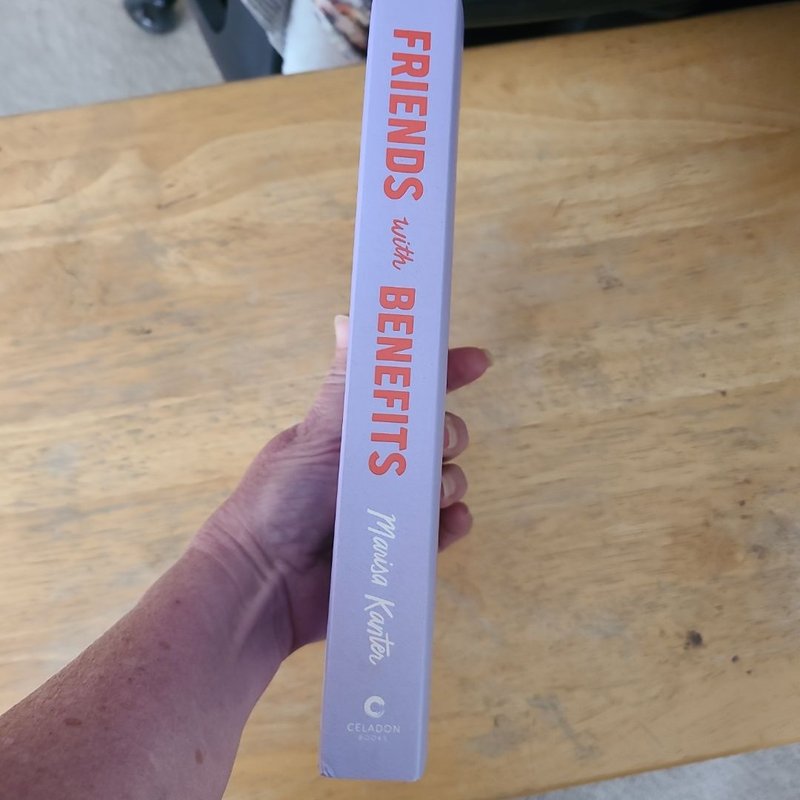 FRIENDS with BENEFITS
Marisa Kanter
CELADON
BOOKS